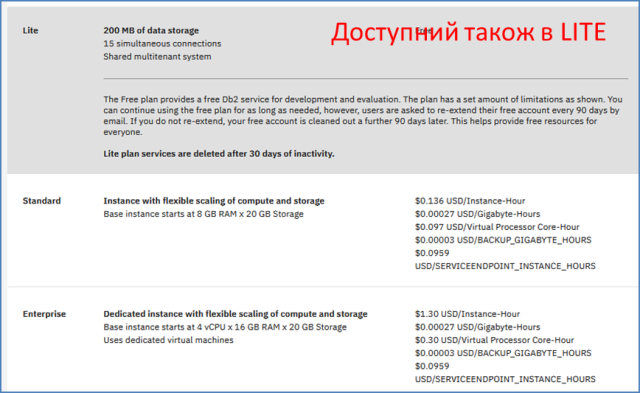 Lite
200 MB of data storage
Free
Доступний також в LITE
15 simultaneous connections
Shared multitenant system
The Free plan provides a free Db2 service for development and evaluation. The plan has a set amount of limitations as shown. You
can continue using the free plan for as long as needed, however, users are asked to re-extend their free account every 90 days by
email. If you do not re-extend, your free account is cleaned out a further 90 days later. This helps provide free resources for
everyone.
Lite plan services are deleted after 30 days of inactivity.
Standard
Instance with flexible scaling of compute and storage
Base instance starts at 8 GB RAM x 20 GB Storage
$0.136 USD/Instance-Hour
$0.00027 USD/Gigabyte-Hours
$0.097 USD/Virtual Processor Core-Hour
$0.00003 USD/BACKUP_GIGABYTE_HOURS
$0.0959
USD/SERVICEENDPOINT_INSTANCE_HOURS
Enterprise
Dedicated instance with flexible scaling of compute and storage
Base instance starts at 4 vCPU x 16 GB RAM x 20 GB Storage
Uses dedicated virtual machines
$1.30 USD/Instance-Hour
$0.00027 USD/Gigabyte-Hours
$0.30 USD/Virtual Processor Core-Hour
$0.00003 USD/BACKUP_GIGABYTE_HOURS
$0.0959
USD/SERVICEENDPOINT_INSTANCE_HOURS